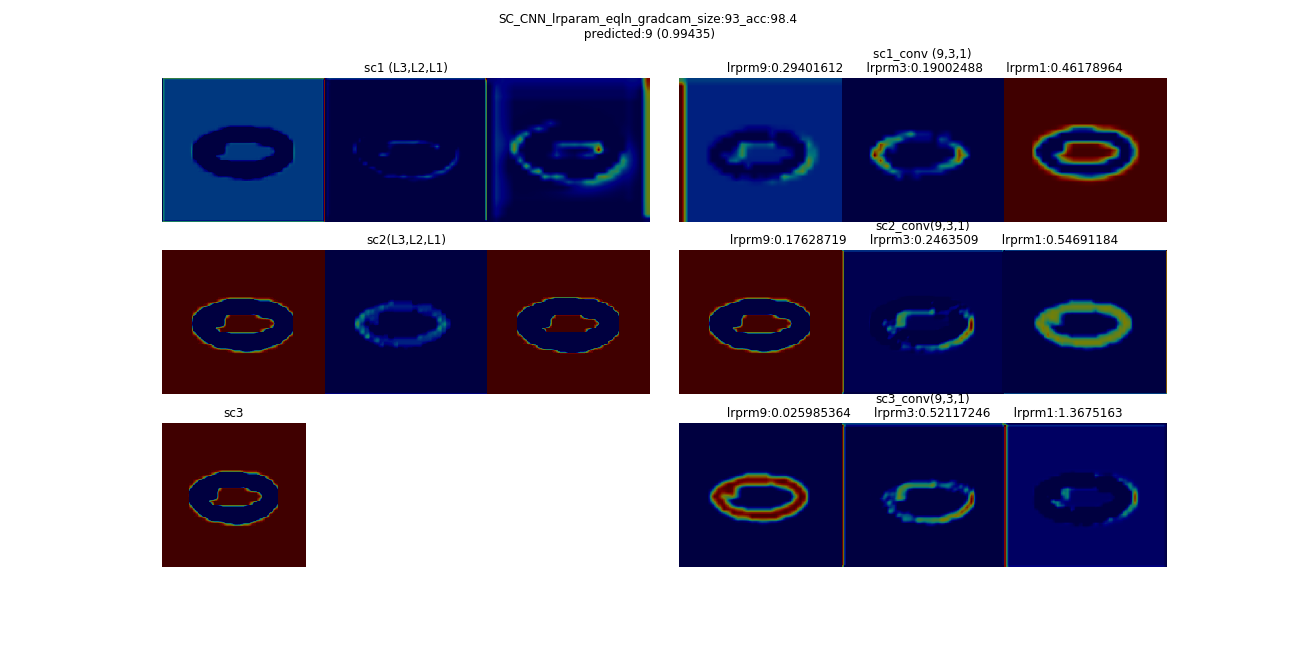 SC_CNN_lrparam_eqln_gradcam_size:93_acc:98.4
predicted:9 (0.99435)
sc1 (L3,L2,L1)
sc1_conv (9,3,1)
lrprm9:0.29401612 lrprm3:0.19002488 lrprm1:0.46178964
sc2(L3,L2,L1)
sc2_conv(9,3,1)
lrprm9:0.17628719 lrprm3:0.2463509 lrprm1:0.54691184
sc3
sc3_conv(9,3,1)
lrprm9:0.025985364 lrprm3:0.52117246 lrprm1:1.3675163